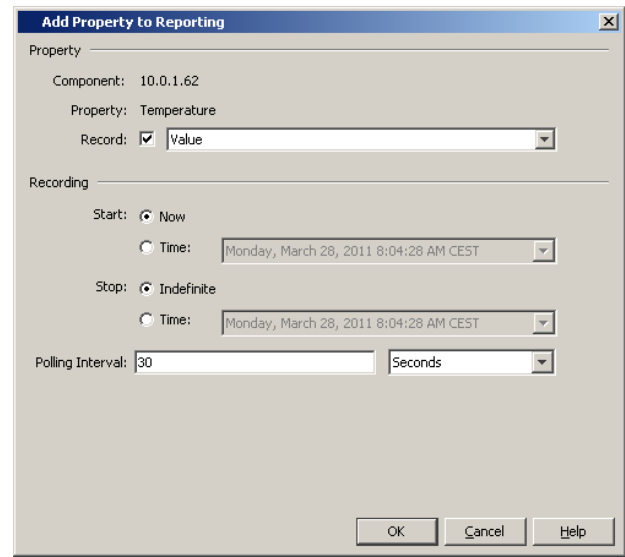 Add Property to Reporting
Property
Component: 10.0.1.62
Property: Temperature
Record: Value
Recording
Start: Now
Time: Monday, March 28, 2011 8:04:28 AM CEST
Stop: Indefinite
Time: Monday, March 28, 2011 8:04:28 AM CEST
Polling Interval: 30 Seconds
OK Cancel Help